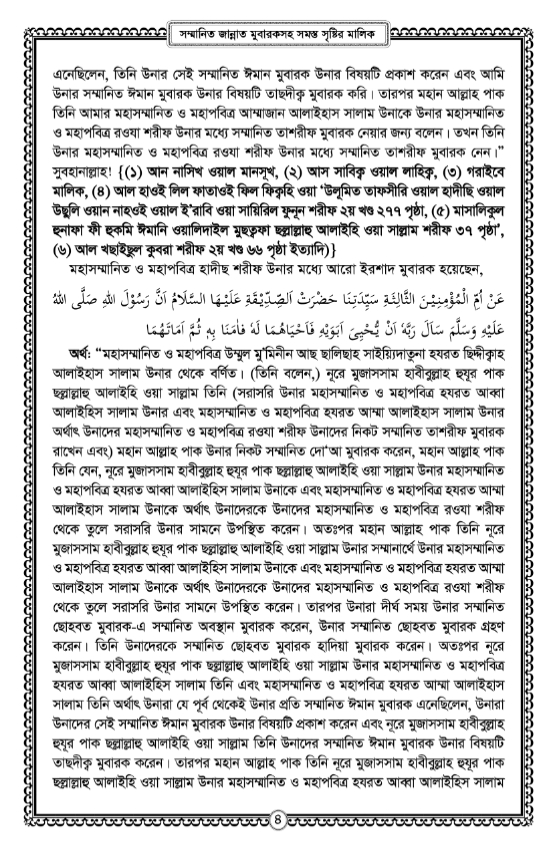 সম্মানিত জান্নাত মুবারকসহ সমস্ত সৃষ্টির মালিক
এনেছিলেন, তিনি উনার সেই সম্মানিত ঈমান মুবারক উনার বিষয়টি প্রকাশ করেন এবং আমি
উনার সম্মানিত ঈমান মুবারক উনার বিষয়টি তাছদীক্ব মুবারক করি। তারপর মহান আল্লাহ পাক
তিনি আমার মহাসম্মানিত ও মহাপবিত্র আম্মাজান আলাইহাস সালাম উনাকে উনার মহাসম্মানিত
ও মহাপবিত্র রওযা শরীফ উনার মধ্যে সম্মানিত তাশরীফ মুবারক নেয়ার জন্য বলেন। তখন তিনি
উনার মহাসম্মানিত ও মহাপবিত্র রওযা শরীফ উনার মধ্যে সম্মানিত তাশরীফ মুবারক নেন।”
সুবহানাল্লাহ! {(১) আন নাসিখ ওয়াল মানসূখ, (২) আস সাবিক্ব ওয়াল লাহিক্ব, (৩) গরাইবে
মালিক, (৪) আল হাওই লিল ফাতাওই ফিল ফিক্বহি ওয়া ‘উলূমিত তাফসীরি ওয়াল হাদীছি ওয়াল
উছূলি ওয়ান নাহওই ওয়াল ই’রাবি ওয়া সায়িরিল ফুনূন শরীফ ২য় খণ্ড ২৭৭ পৃষ্ঠা, (৫) মাসালিকুল
হুনাফা ফী হুকমি ঈমানি ওয়ালিদাইল মুছত্বফা ছল্লাল্লাহু আলাইহি ওয়া সাল্লাম শরীফ ৩৭ পৃষ্ঠা’,
(৬) আল খছাইছুল কুবরা শরীফ ২য় খণ্ড ৬৬ পৃষ্ঠা ইত্যাদি)}
মহাসম্মানিত ও মহাপবিত্র হাদীছ শরীফ উনার মধ্যে আরো ইরশাদ মুবারক হয়েছেন,
عَنْ اُمِّ الْمُؤْمِنِيْنَ الثَّالِثَةِ سَيِّدَتِنَا حَضْرَتْ اَلصِّدِّيْقَةِ عَلَيْهَا السَّلَامُ اَنَّ رَسُوْلَ اللهِ صَلَّى اللهُ
عَلَيْهِ وَسَلَّمَ سَاَلَ رَبَّهٗ اَنْ يُّحْيِىَ اَبَوَيْهِ فَاَحْيَاهُمَا لَهٗ فَاٰمَنَا بِهٖ ثُمَّ اَمَاتَهُمَا
অর্থ: “মহাসম্মানিত ও মহাপবিত্র উম্মুল মু’মিনীন আছ ছালিছাহ সাইয়্যিদাতুনা হযরত ছিদ্দীক্বাহ
আলাইহাস সালাম উনার থেকে বর্ণিত। (তিনি বলেন,) নূরে মুজাসসাম হাবীবুল্লাহ হুযূর পাক
ছল্লাল্লাহু আলাইহি ওয়া সাল্লাম তিনি (সরাসরি উনার মহাসম্মানিত ও মহাপবিত্র হযরত আব্বা
আলাইহিস সালাম উনার এবং মহাসম্মানিত ও মহাপবিত্র হযরত আম্মা আলাইহাস সালাম উনার
অর্থাৎ উনাদের মহাসম্মানিত ও মহাপবিত্র রওযা শরীফ উনাদের নিকট সম্মানিত তাশরীফ মুবারক
রাখেন এবং) মহান আল্লাহ পাক উনার নিকট সম্মানিত দো‘আ মুবারক করেন, মহান আল্লাহ পাক
তিনি যেন, নূরে মুজাসসাম হাবীবুল্লাহ হুযূর পাক ছল্লাল্লাহু আলাইহি ওয়া সাল্লাম উনার মহাসম্মানিত
ও মহাপবিত্র হযরত আব্বা আলাইহিস সালাম উনাকে এবং মহাসম্মানিত ও মহাপবিত্র হযরত আম্মা
আলাইহাস সালাম উনাকে অর্থাৎ উনাদেরকে উনাদের মহাসম্মানিত ও মহাপবিত্র রওযা শরীফ
থেকে তুলে সরাসরি উনার সামনে উপস্থিত করেন। অতঃপর মহান আল্লাহ পাক তিনি নূরে
মুজাসসাম হাবীবুল্লাহ হুযূর পাক ছল্লাল্লাহু আলাইহি ওয়া সাল্লাম উনার সম্মানার্থে উনার মহাসম্মানিত
ও মহাপবিত্র হযরত আব্বা আলাইহিস সালাম উনাকে এবং মহাসম্মানিত ও মহাপবিত্র হযরত আম্মা
আলাইহাস সালাম উনাকে অর্থাৎ উনাদেরকে উনাদের মহাসম্মানিত ও মহাপবিত্র রওযা শরীফ
থেকে তুলে সরাসরি উনার সামনে উপস্থিত করেন। তারপর উনারা দীর্ঘ সময় উনার সম্মানিত
ছোহবত মুবারক-এ সম্মানিত অবস্থান মুবারক করেন, উনার সম্মানিত ছোহবত মুবারক গ্রহণ
করেন। তিনি উনাদেরকে সম্মানিত ছোহবত মুবারক হাদিয়া মুবারক করেন। অতঃপর নূরে
মুজাসসাম হাবীবুল্লাহ হুযূর পাক ছল্লাল্লাহু আলাইহি ওয়া সাল্লাম উনার মহাসম্মানিত ও মহাপবিত্র
হযরত আব্বা আলাইহিস সালাম তিনি এবং মহাসম্মানিত ও মহাপবিত্র হযরত আম্মা আলাইহাস
সালাম তিনি অর্থাৎ উনারা যে পূর্ব থেকেই উনার প্রতি সম্মানিত ঈমান মুবারক এনেছিলেন, উনারা
উনাদের সেই সম্মানিত ঈমান মুবারক উনার বিষয়টি প্রকাশ করেন এবং নূরে মুজাসসাম হাবীবুল্লাহ
হুযূর পাক ছল্লাল্লাহু আলাইহি ওয়া সাল্লাম তিনি উনাদের সম্মানিত ঈমান মুবারক উনার বিষয়টি
তাছদীক্ব মুবারক করেন। তারপর মহান আল্লাহ পাক তিনি নূরে মুজাসসাম হাবীবুল্লাহ হুযূর পাক
ছল্লাল্লাহু আলাইহি ওয়া সাল্লাম উনার মহাসম্মানিত ও মহাপবিত্র হযরত আব্বা আলাইহিস সালাম
৪